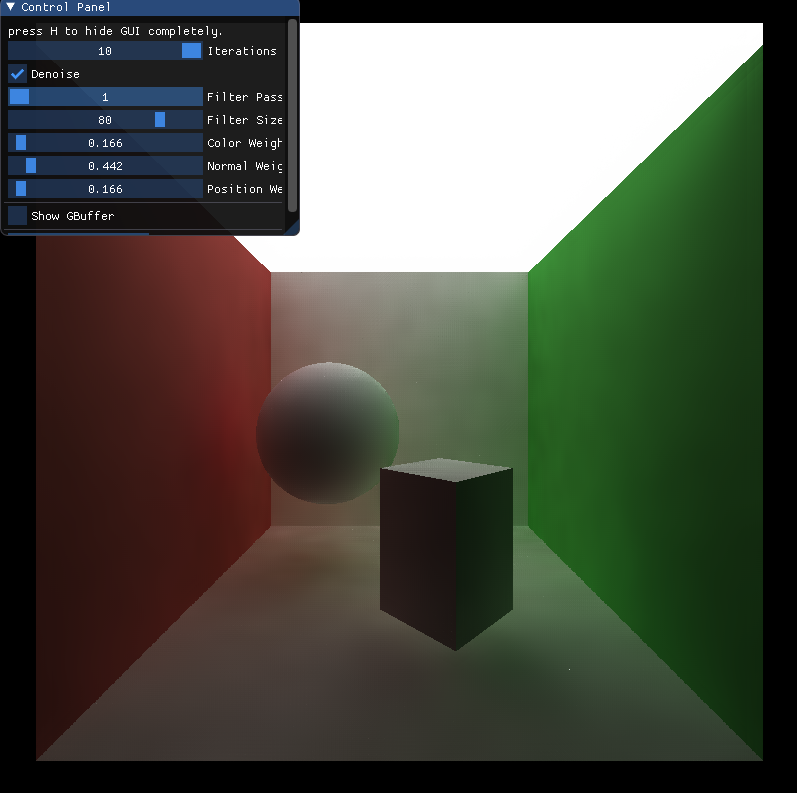 Control Panel
press H to hide GUI completely.
10 Iterations
Denoise
1 Filter Pass
80 Filter Size
0.166 Color Weigh
0.442 Normal Weig
0.166 Position We
Show GBuffer